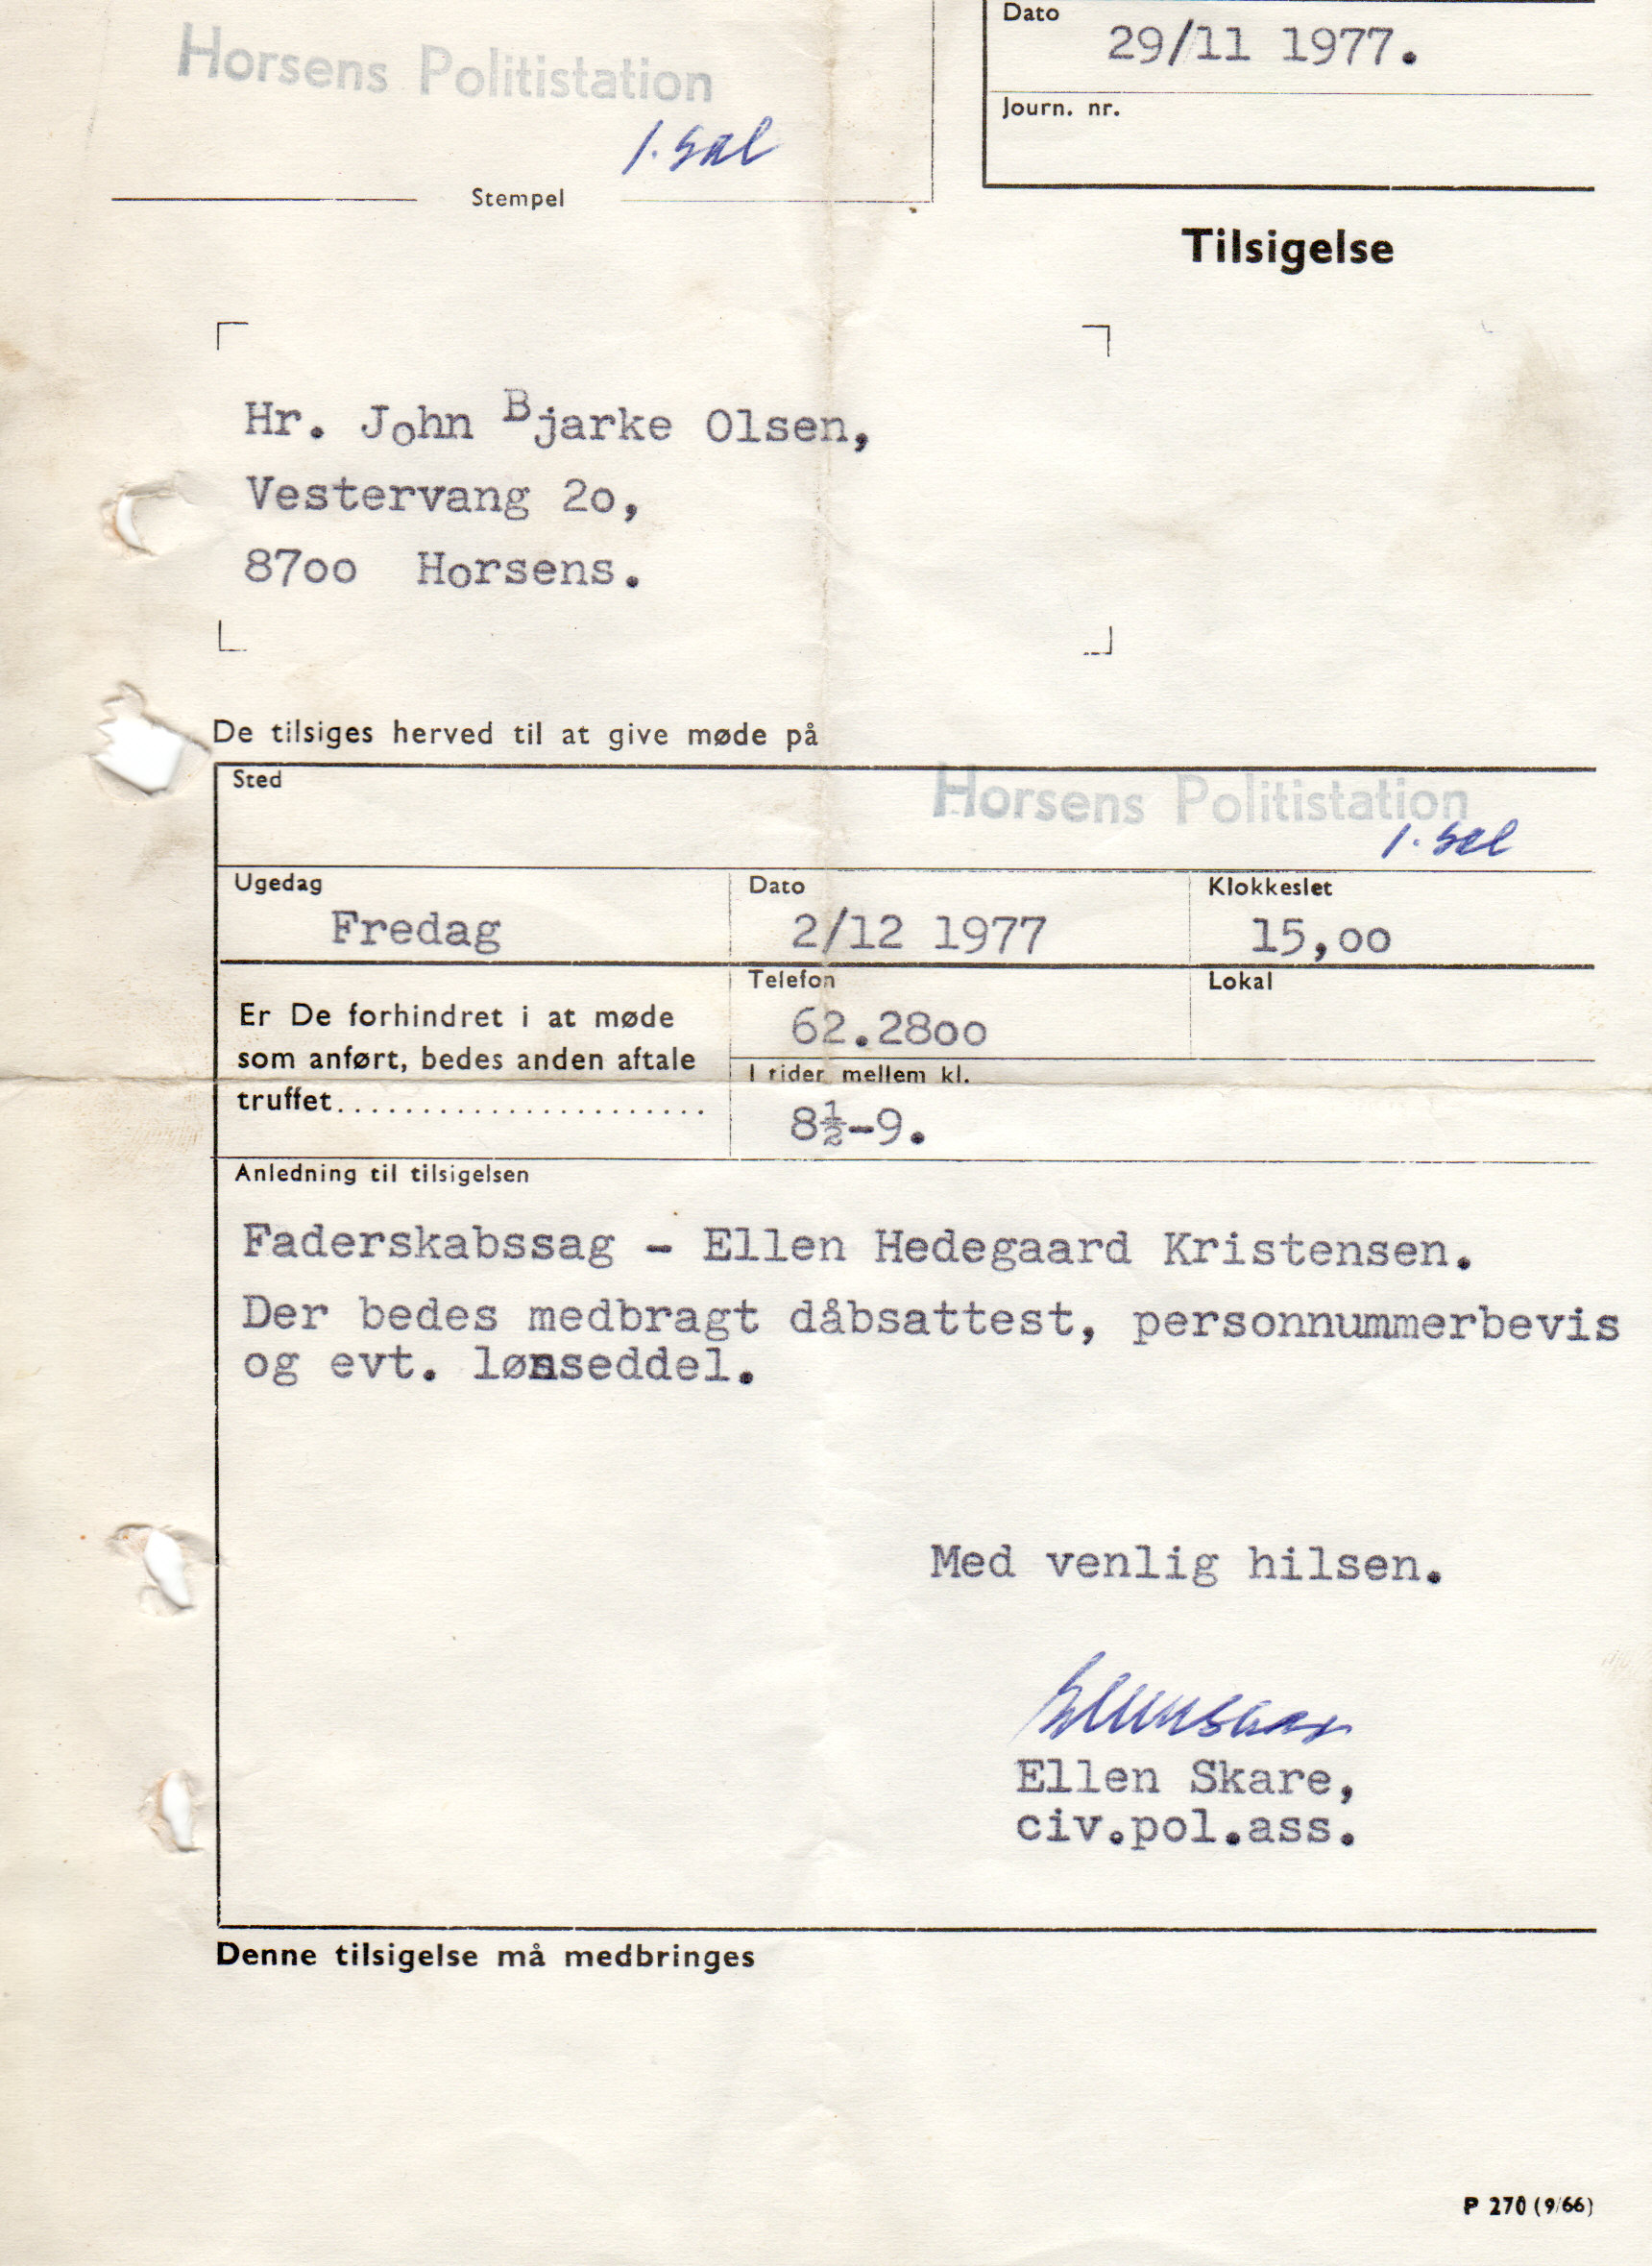 Horsens Politistation
1. sal
Stempel
Dato
29/11 1977.
Journ. nr.
Tilsigelse
Hr. John Bjarke Olsen,
Vestervang 2o,
87oo Horsens.
De tilsiges herved til at give møde på
Sted
Horsens Politistation
1. sal
Ugedag
Fredag
Dato
2/12 1977
Klokkeslet
15,oo
Er De forhindret i at møde
som anført, bedes anden aftale
truffet......................
Telefon
62.28oo
Lokal
I tider mellem kl.
8½-9.
Anledning til tilsigelsen
Faderskabssag - Ellen Hedegaard Kristensen.
Der bedes medbragt dåbsattest, personnummerbevis
og evt. lønseddel.
Med venlig hilsen.
Ellen Skare,
civ.pol.ass.
Denne tilsigelse må medbringes
P 270 (9/66)